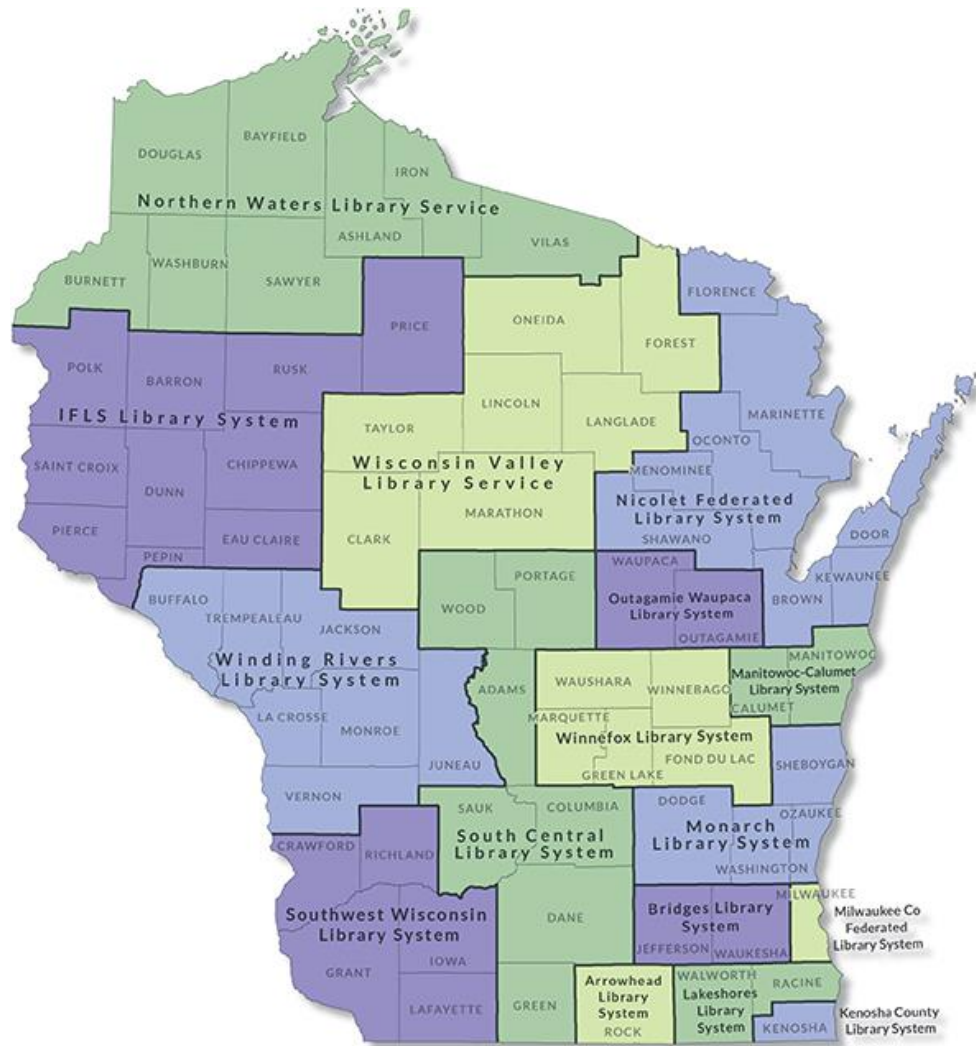 BAYFIELD
DOUGLAS
IRON
Northern Waters Library Service
ASHLAND
VILAS
WASHBURN
BURNETT
SAWYER
FLORENCE
PRICE
ONEIDA
FOREST
POLK
BARRON
RUSK
LINCOLN
IFLS Library System
TAYLOR
LANGLADE
MARINETTE
OCONTO
SAINT CROIX
CHIPPEWA
Wisconsin Valley
Library Service
MENOMINEE
DUNN
Nicolet Federated
Library System
MARATHON
PIERCE
EAU CLAIRE
CLARK
SHAWANO
DOOR
PEPIN
WAUPACA
PORTAGE
KEWAUNEE
BUFFALO
WOOD
Outagamie Waupaca
Library System
BROWN
TREMPEALEAU
JACKSON
OUTAGAMIE
Winding Rivers
Library System
MANITOWOC
Manitowoc-Calumet
Library System
CALUMET
ADAMS
WAUSHARA
WINNEBAGO
LA CROSSE
MARQUETTE
MONROE
Winnefox Library System
JUNEAU
GREEN LAKE
FOND DU LAC
SHEBOYGAN
VERNON
SAUK
COLUMBIA
DODGE
OZAUKEE
South Central
Library System
Monarch
Library System
CRAWFORD
RICHLAND
WASHINGTON
MILWAUKEE
Southwest Wisconsin
Library System
DANE
Bridges Library
System
Milwaukee Co
Federated
Library System
JEFFERSON
WAUKESHA
IOWA
GRANT
LAFAYETTE
GREEN
Arrowhead
Library
System
ROCK
WALWORTH
Lakeshores
Library
System
RACINE
KENOSHA
Kenosha County
Library System